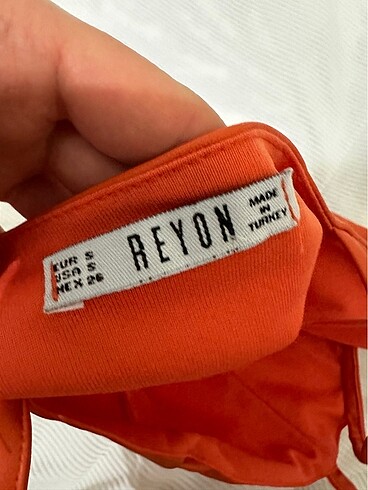 EUR S
USA S
MEX 26
REYON
MADE
IN
TURKEY